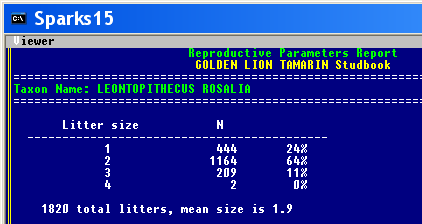 Sparks15
Viewer
Reproductive Parameters Report
GOLDEN LION TAMARIN Studbook
Taxon Name: LEONTOPITHECUS ROSALIA
Litter size N
1 444 24%
2 1164 64%
3 209 11%
4 2 0%
1820 total litters, mean size is 1.9